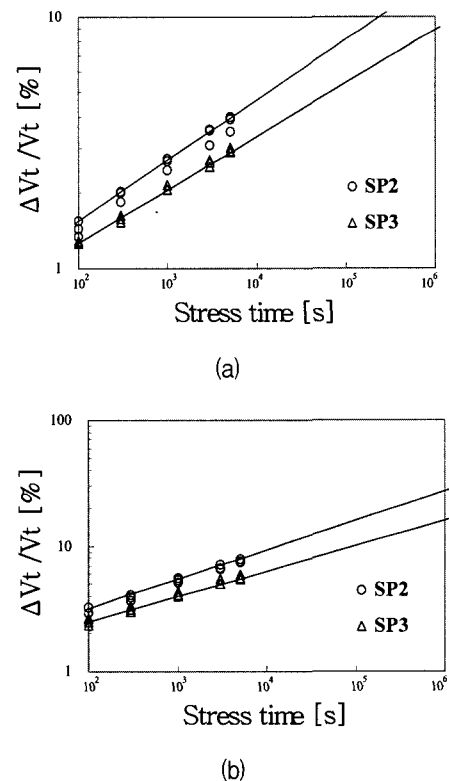 10
ΔVt /Vt [%]
SP2
SP3
1
10² 10³ 10⁴ 10⁵ 10⁶
Stress time [s]
(a)
100
ΔVt /Vt [%]
10
SP2
SP3
1
10² 10³ 10⁴ 10⁵ 10⁶
Stress time [s]
(b)